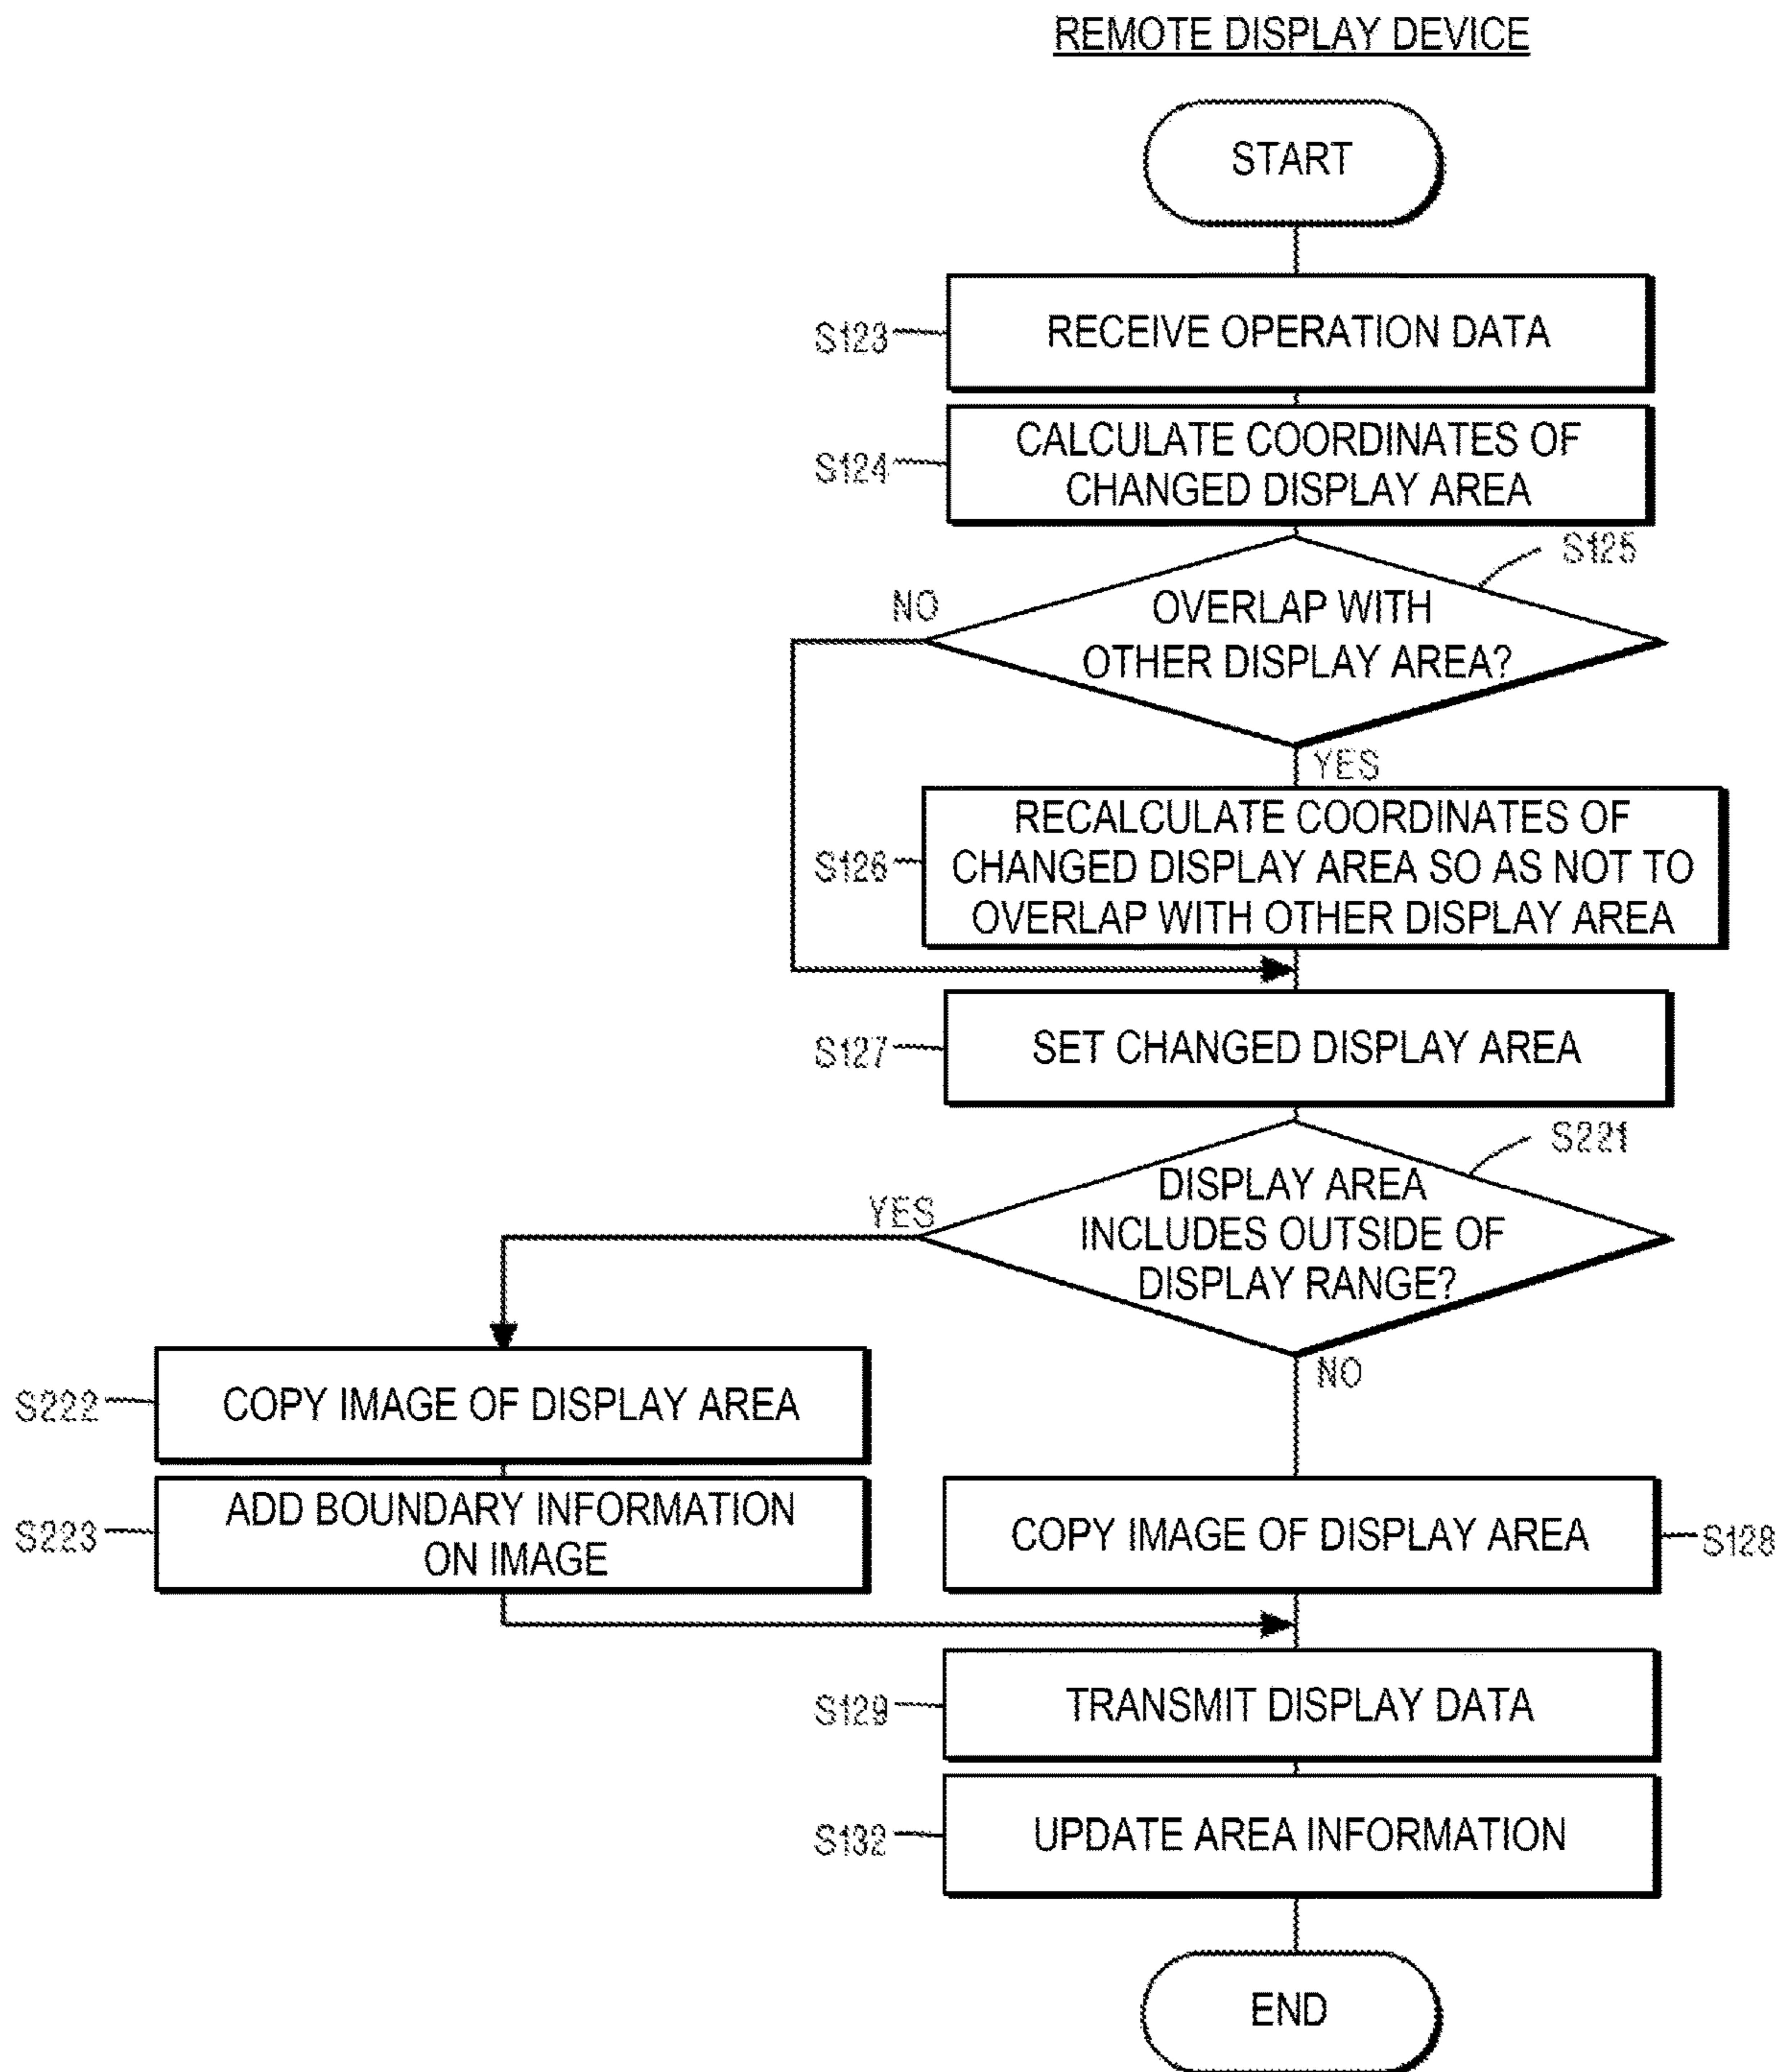 REMOTE DISPLAY DEVICE
START
S123
RECEIVE OPERATION DATA
S124
CALCULATE COORDINATES OF
CHANGED DISPLAY AREA
S125
NO
OVERLAP WITH
OTHER DISPLAY AREA?
YES
S126
RECALCULATE COORDINATES OF
CHANGED DISPLAY AREA SO AS NOT TO
OVERLAP WITH OTHER DISPLAY AREA
S127
SET CHANGED DISPLAY AREA
S221
YES
DISPLAY AREA
INCLUDES OUTSIDE OF
DISPLAY RANGE?
NO
S222
COPY IMAGE OF DISPLAY AREA
S223
ADD BOUNDARY INFORMATION
ON IMAGE
COPY IMAGE OF DISPLAY AREA
S128
S129
TRANSMIT DISPLAY DATA
S132
UPDATE AREA INFORMATION
END